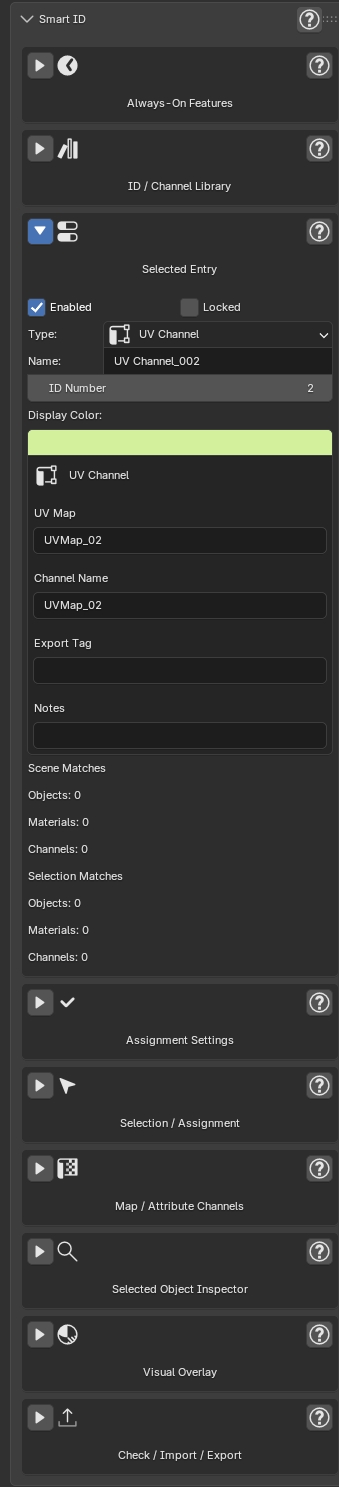 Smart ID
Always-On Features
ID / Channel Library
Selected Entry
Enabled Locked
Type: UV Channel
Name: UV Channel_002
ID Number 2
Display Color:
UV Channel
UV Map
UVMap_02
Channel Name
UVMap_02
Export Tag
Notes
Scene Matches
Objects: 0
Materials: 0
Channels: 0
Selection Matches
Objects: 0
Materials: 0
Channels: 0
Assignment Settings
Selection / Assignment
Map / Attribute Channels
Selected Object Inspector
Visual Overlay
Check / Import / Export